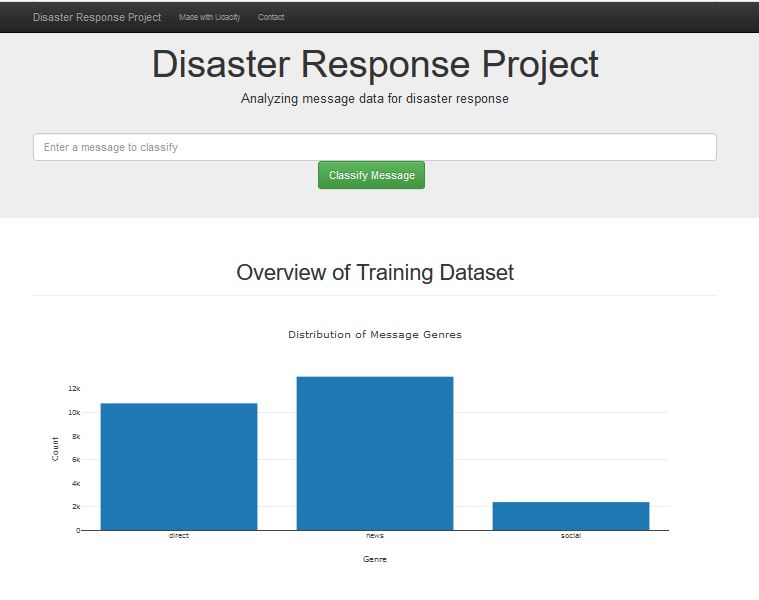 Disaster Response Project Made with Udacity Contact
Disaster Response Project
Analyzing message data for disaster response
Enter a message to classify
Classify Message
Overview of Training Dataset
Distribution of Message Genres
12k
10k
8k
6k
4k
2k
0
Count
direct news social
Genre